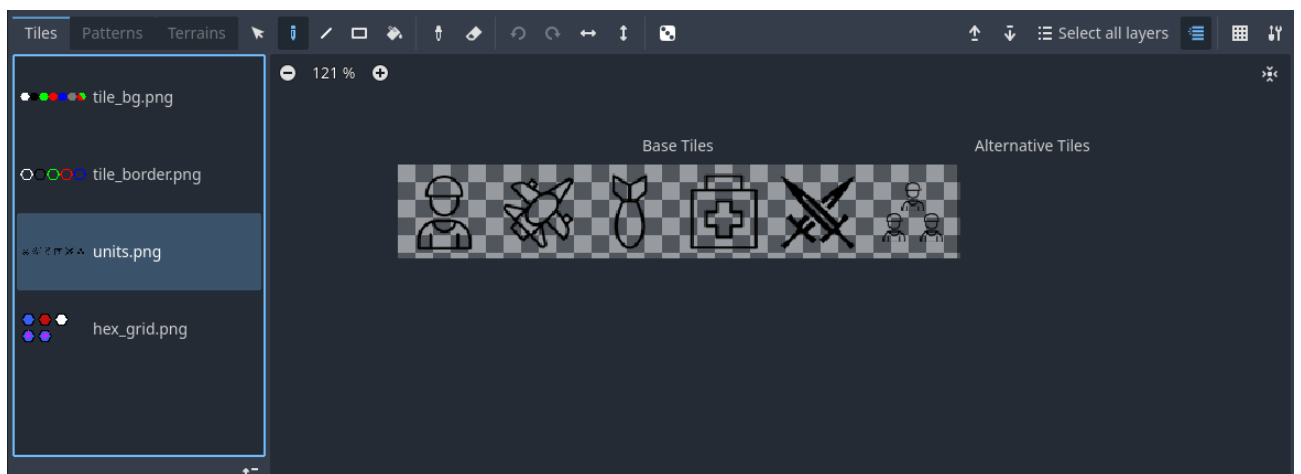 Tiles Patterns Terrains Select all layers
121 %
tile_bg.png
Base Tiles Alternative Tiles
tile_border.png
units.png
hex_grid.png